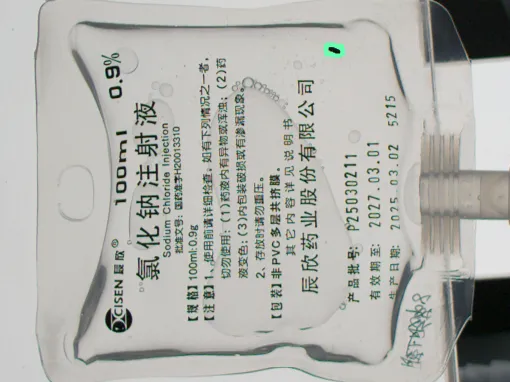 CISEN 辰欣®
100ml 0.9%
氯化钠注射液
Sodium Chloride Injection
批准文号：国药准字H20013310
【规格】100ml:0.9g
【注意】1、使用前请详细检查，如有下列情况之一者，
切勿使用：(1)药液内有异物或浑浊；(2)药
液变色；(3)内包装破损或有渗漏现象。
2、存放时请勿重压。
【包装】非PVC多层共挤膜。
其它内容详见说明书
辰欣药业股份有限公司
产品批号：P25030211
有效期至：2027.03.01
生产日期：2025.03.02 5215